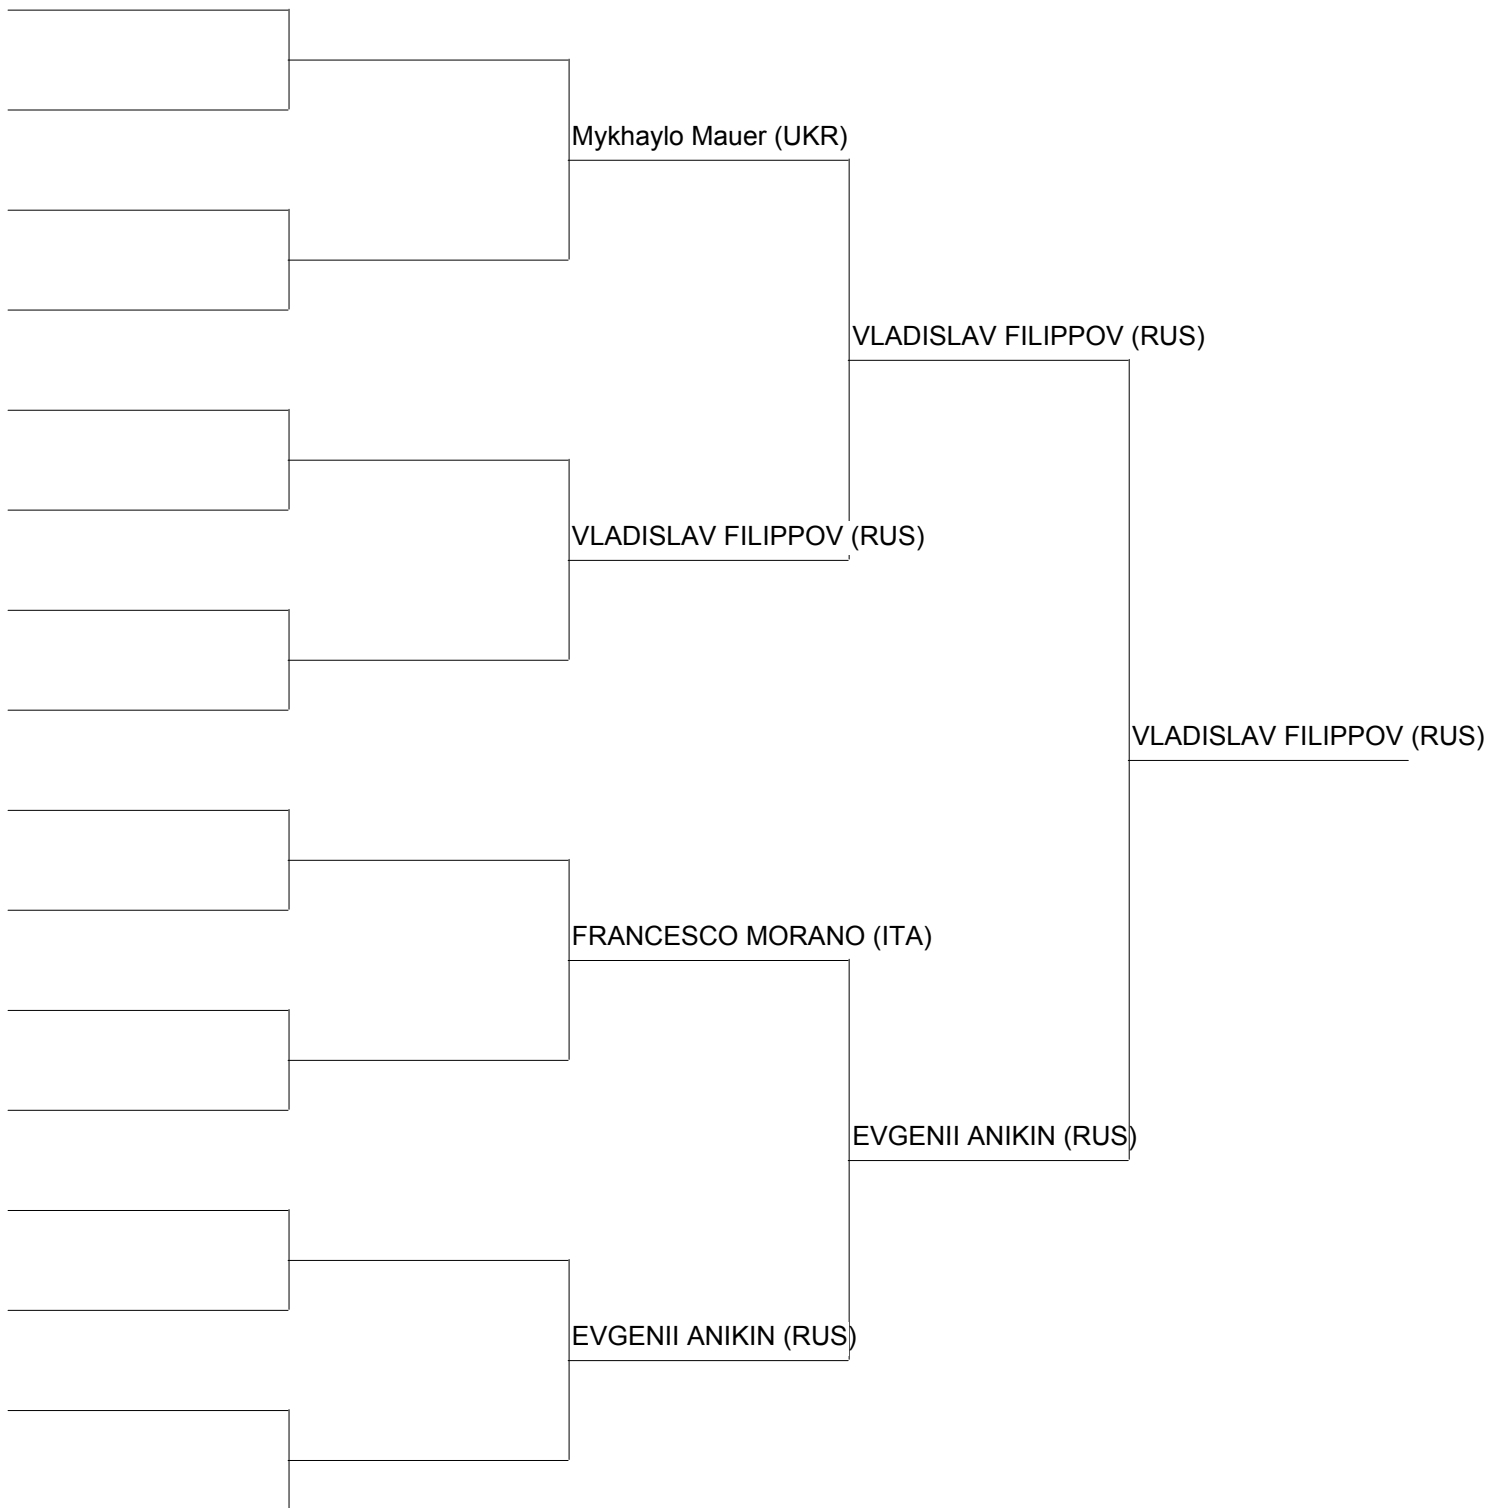 Mykhaylo Mauer (UKR)
VLADISLAV FILIPPOV (RUS)
VLADISLAV FILIPPOV (RUS)
VLADISLAV FILIPPOV (RUS)
FRANCESCO MORANO (ITA)
EVGENII ANIKIN (RUS)
EVGENII ANIKIN (RUS)